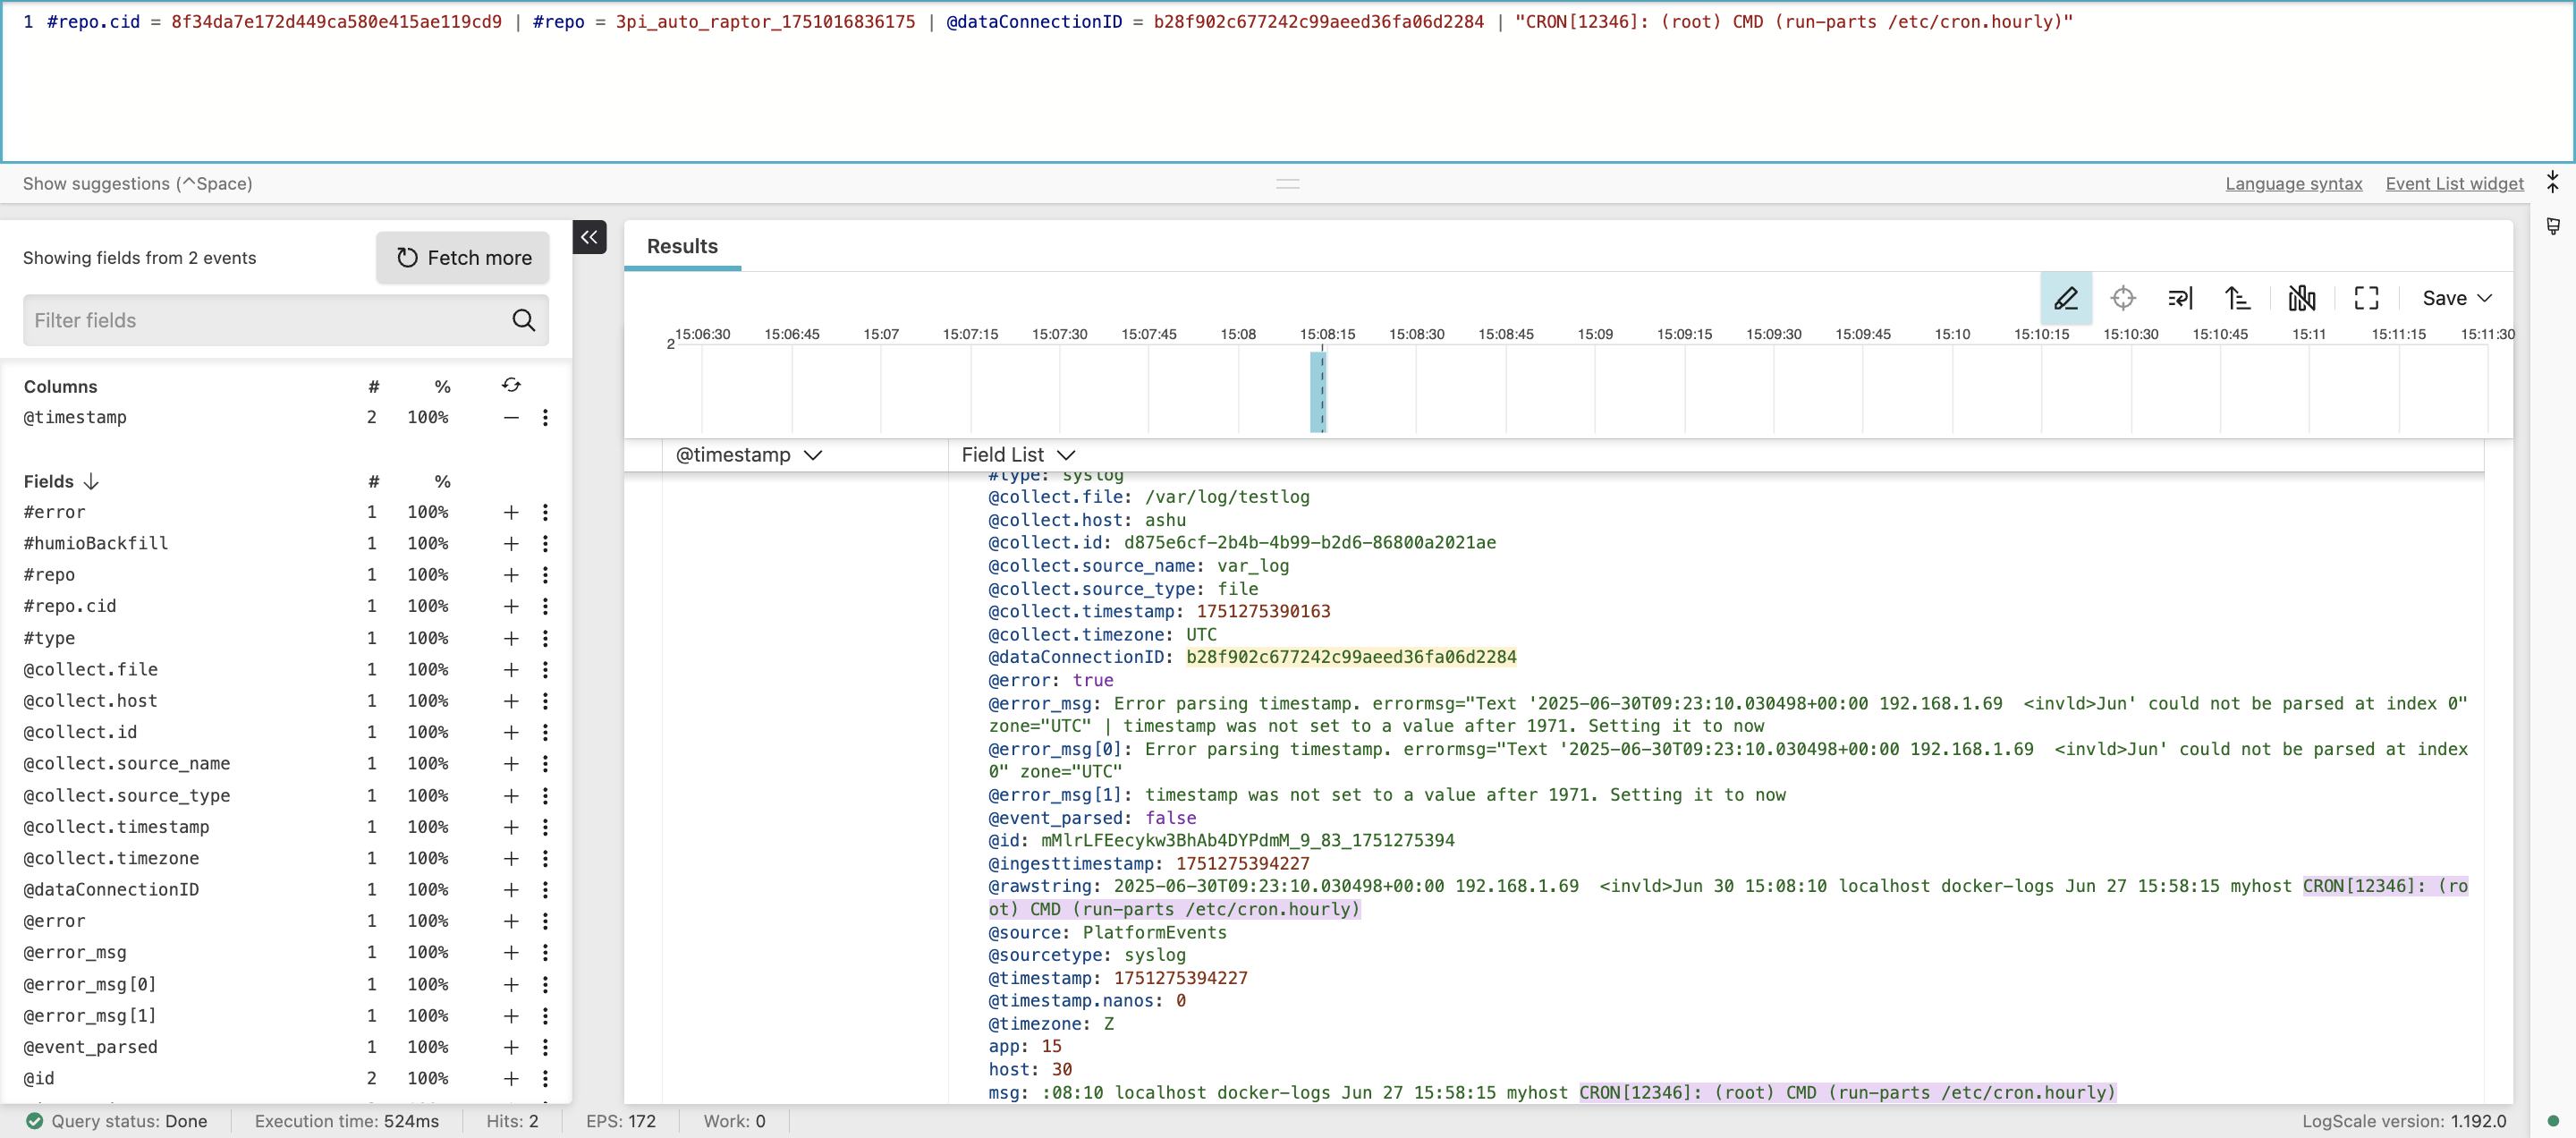 1 #repo.cid = 8f34da7e172d449ca580e415ae119cd9 | #repo = 3pi_auto_raptor_1751016836175 | @dataConnectionID = b28f902c677242c99aeed36fa06d2284 | "CRON[12346]: (root) CMD (run-parts /etc/cron.hourly)"
Show suggestions (^Space)
Language syntax
Event List widget
Showing fields from 2 events
Fetch more
Filter fields
Columns # %
@timestamp 2 100%
Fields # %
#error 1 100%
#humioBackfill 1 100%
#repo 1 100%
#repo.cid 1 100%
#type 1 100%
@collect.file 1 100%
@collect.host 1 100%
@collect.id 1 100%
@collect.source_name 1 100%
@collect.source_type 1 100%
@collect.timestamp 1 100%
@collect.timezone 1 100%
@dataConnectionID 1 100%
@error 1 100%
@error_msg 1 100%
@error_msg[0] 1 100%
@error_msg[1] 1 100%
@event_parsed 1 100%
@id 2 100%
Results
Save
15:06:30 15:06:45 15:07 15:07:15 15:07:30 15:07:45 15:08 15:08:15 15:08:30 15:08:45 15:09 15:09:15 15:09:30 15:09:45 15:10 15:10:15 15:10:30 15:10:45 15:11 15:11:15 15:11:30
2
@timestamp Field List
#type: syslog
@collect.file: /var/log/testlog
@collect.host: ashu
@collect.id: d875e6cf-2b4b-4b99-b2d6-86800a2021ae
@collect.source_name: var_log
@collect.source_type: file
@collect.timestamp: 1751275390163
@collect.timezone: UTC
@dataConnectionID: b28f902c677242c99aeed36fa06d2284
@error: true
@error_msg: Error parsing timestamp. errormsg="Text '2025-06-30T09:23:10.030498+00:00 192.168.1.69  <invld>Jun' could not be parsed at index 0"
zone="UTC" | timestamp was not set to a value after 1971. Setting it to now
@error_msg[0]: Error parsing timestamp. errormsg="Text '2025-06-30T09:23:10.030498+00:00 192.168.1.69  <invld>Jun' could not be parsed at index
0" zone="UTC"
@error_msg[1]: timestamp was not set to a value after 1971. Setting it to now
@event_parsed: false
@id: mMlrLFEecykw3BhAb4DYPdmM_9_83_1751275394
@ingesttimestamp: 1751275394227
@rawstring: 2025-06-30T09:23:10.030498+00:00 192.168.1.69  <invld>Jun 30 15:08:10 localhost docker-logs Jun 27 15:58:15 myhost CRON[12346]: (ro
ot) CMD (run-parts /etc/cron.hourly)
@source: PlatformEvents
@sourcetype: syslog
@timestamp: 1751275394227
@timestamp.nanos: 0
@timezone: Z
app: 15
host: 30
msg: :08:10 localhost docker-logs Jun 27 15:58:15 myhost CRON[12346]: (root) CMD (run-parts /etc/cron.hourly)
Query status: Done
Execution time: 524ms
Hits: 2
EPS: 172
Work: 0
LogScale version: 1.192.0